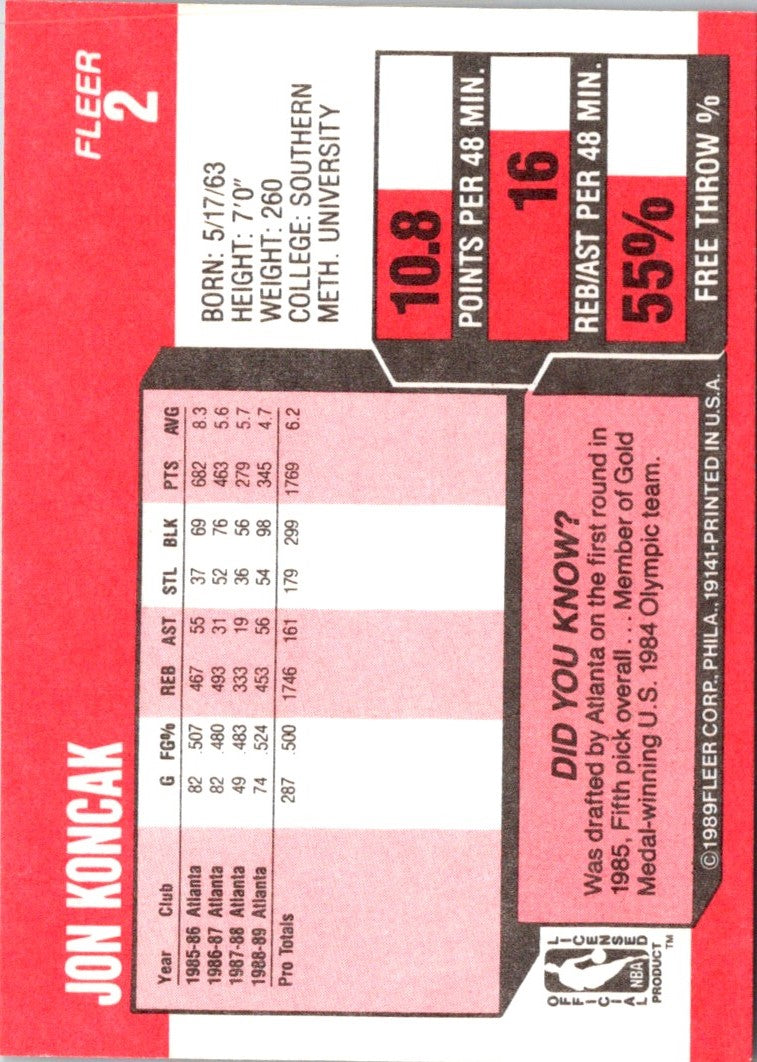 JON KONCAK
FLEER
2
Year Club G FG% REB AST STL BLK PTS AVG
1985-86 Atlanta 82 .507 467 55 37 69 682 8.3
1986-87 Atlanta 82 .480 493 31 52 76 463 5.6
1987-88 Atlanta 49 .483 333 19 36 56 279 5.7
1988-89 Atlanta 74 .524 453 56 54 98 345 4.7
Pro Totals 287 .500 1746 161 179 299 1769 6.2
BORN: 5/17/63
HEIGHT: 7'0"
WEIGHT: 260
COLLEGE: SOUTHERN
METH. UNIVERSITY
10.8
POINTS PER 48 MIN.
16
REB/AST PER 48 MIN.
55%
FREE THROW %
DID YOU KNOW?
Was drafted by Atlanta on the first round in
1985, Fifth pick overall.... Member of Gold
Medal-winning U.S. 1984 Olympic team.
OFFICIAL LICENSED
NBA
PRODUCT™
©1989FLEER CORP., PHILA., 19141-PRINTED IN U.S.A.